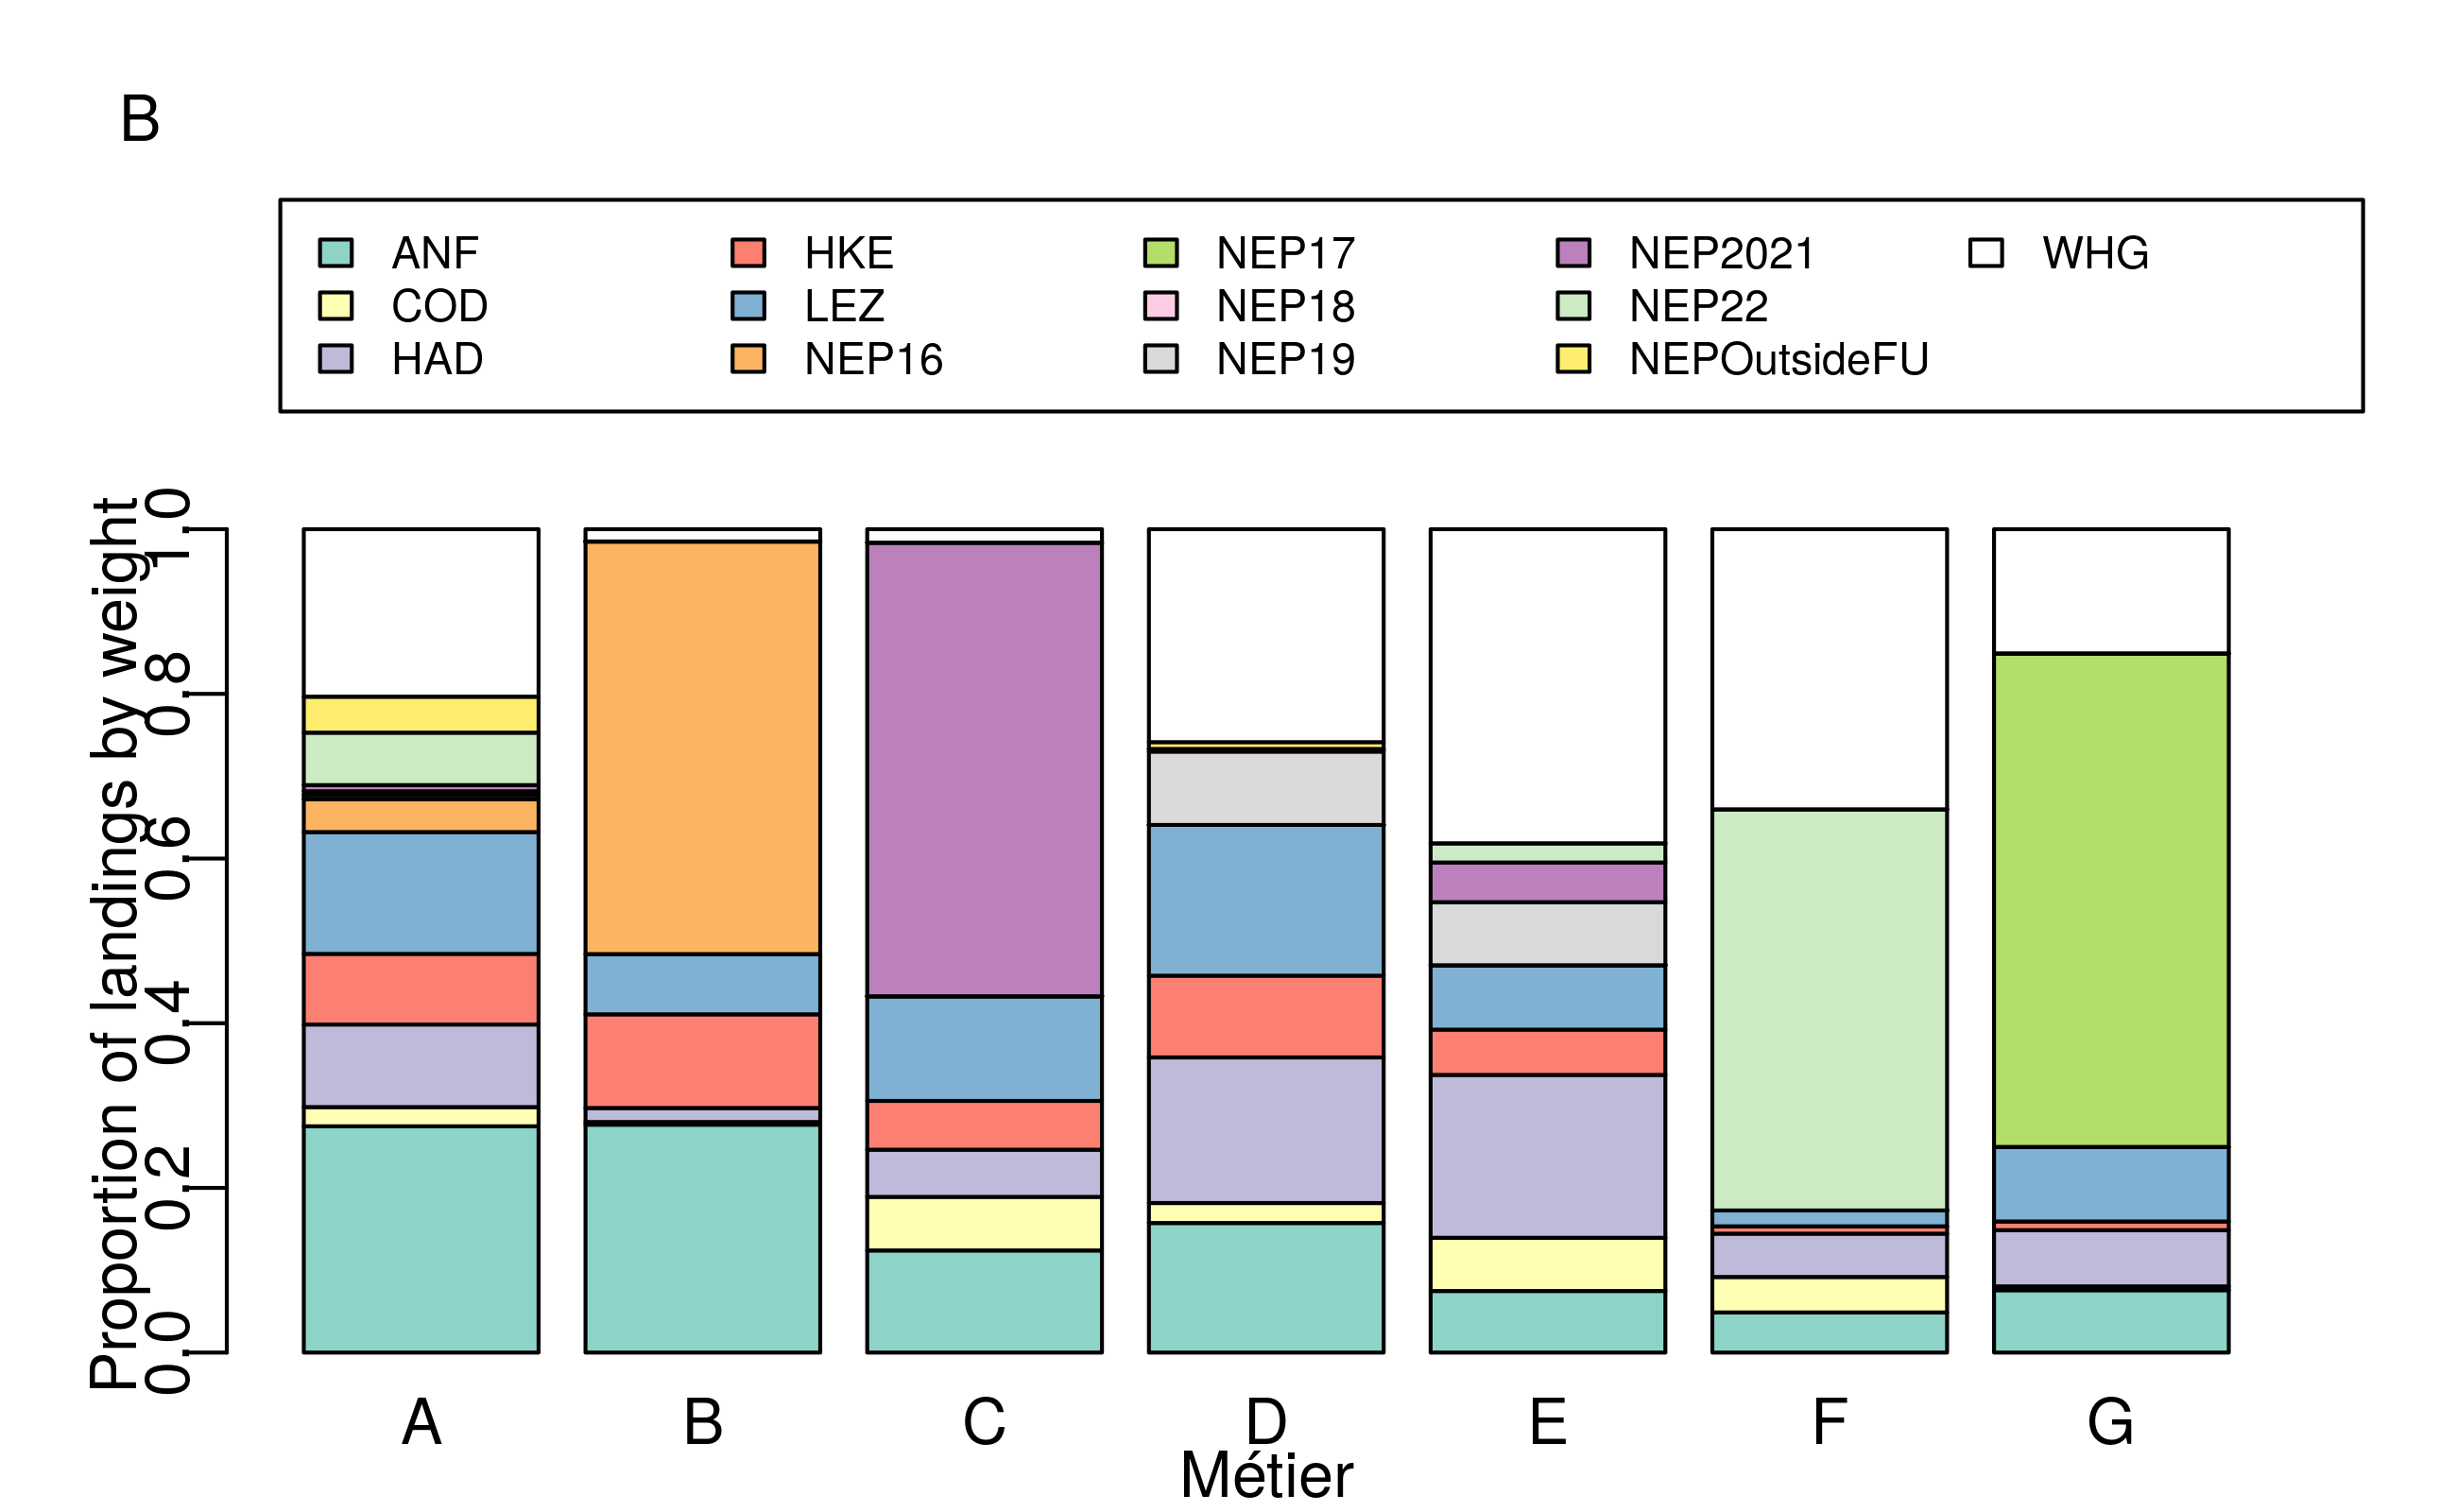 B
ANF HKE NEP17 NEP2021 WHG
COD LEZ NEP18 NEP22
HAD NEP16 NEP19 NEPOutsideFU
Proportion of landings by weight
0.0 0.2 0.4 0.6 0.8 1.0
A B C D E F G
Métier